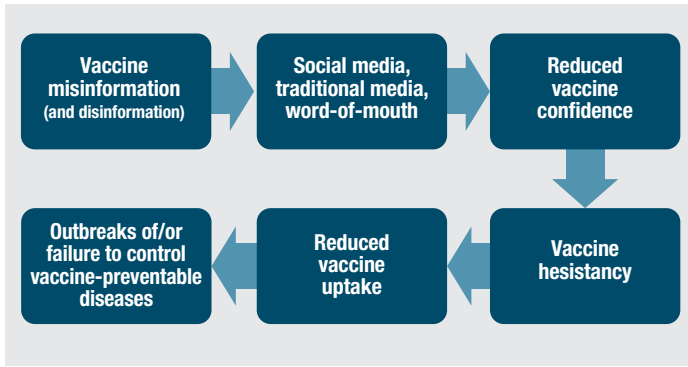 Vaccine
misinformation
(and disinformation)
Social media,
traditional media,
word-of-mouth
Reduced
vaccine
confidence
Vaccine
hesistancy
Reduced
vaccine
uptake
Outbreaks of/or
failure to control
vaccine-preventable
diseases